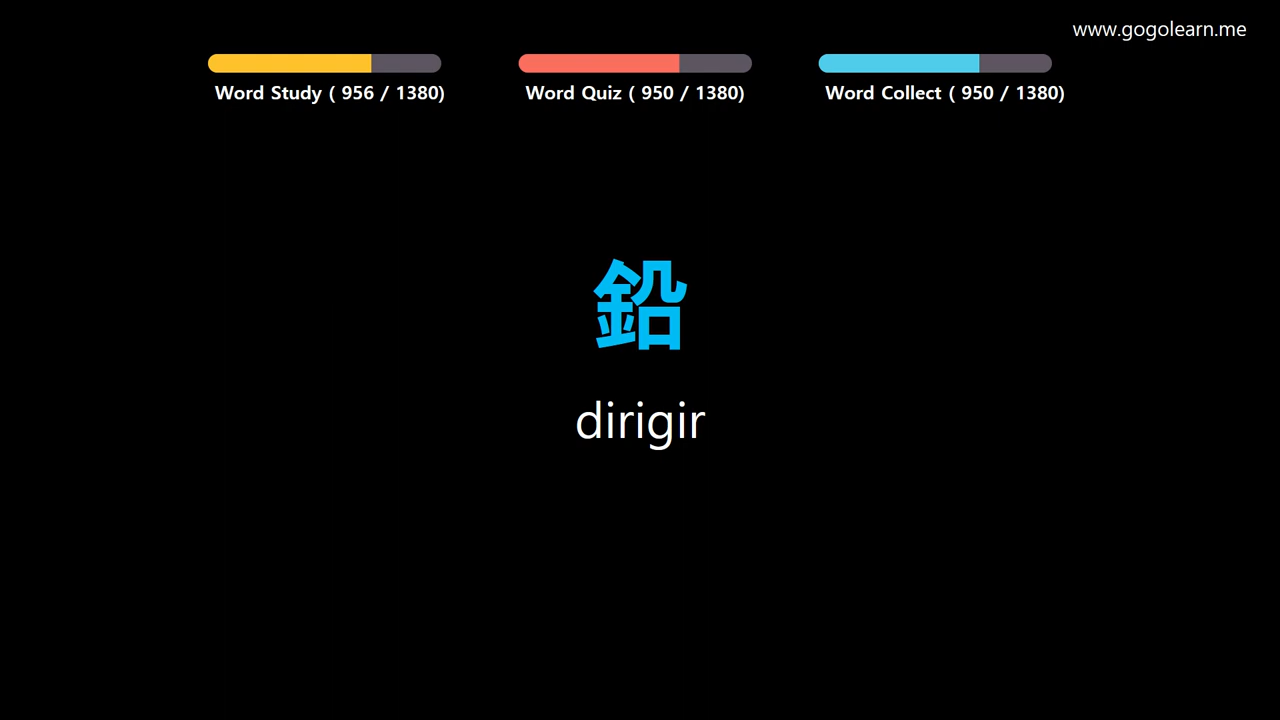 www.gogolearn.me
Word Study ( 956 / 1380)
Word Quiz ( 950 / 1380)
Word Collect ( 950 / 1380)
鉛
dirigir